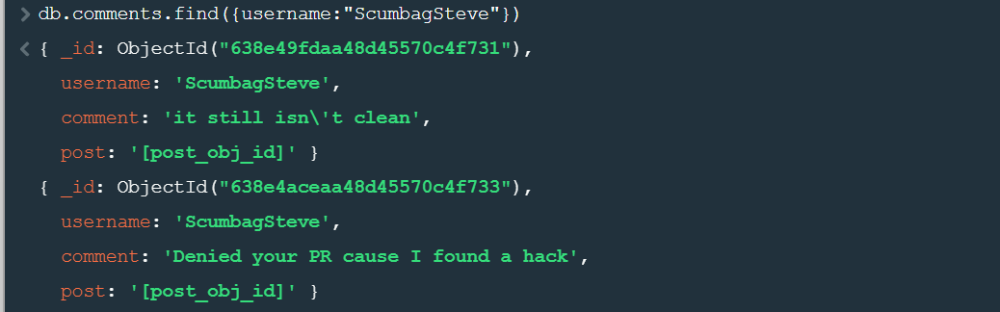 > db.comments.find({username:"ScumbagSteve"})
< { _id: ObjectId("638e49fdaa48d45570c4f731"),
username: 'ScumbagSteve',
comment: 'it still isn\'t clean',
post: '[post_obj_id]' }
{ _id: ObjectId("638e4aceaa48d45570c4f733"),
username: 'ScumbagSteve',
comment: 'Denied your PR cause I found a hack',
post: '[post_obj_id]' }